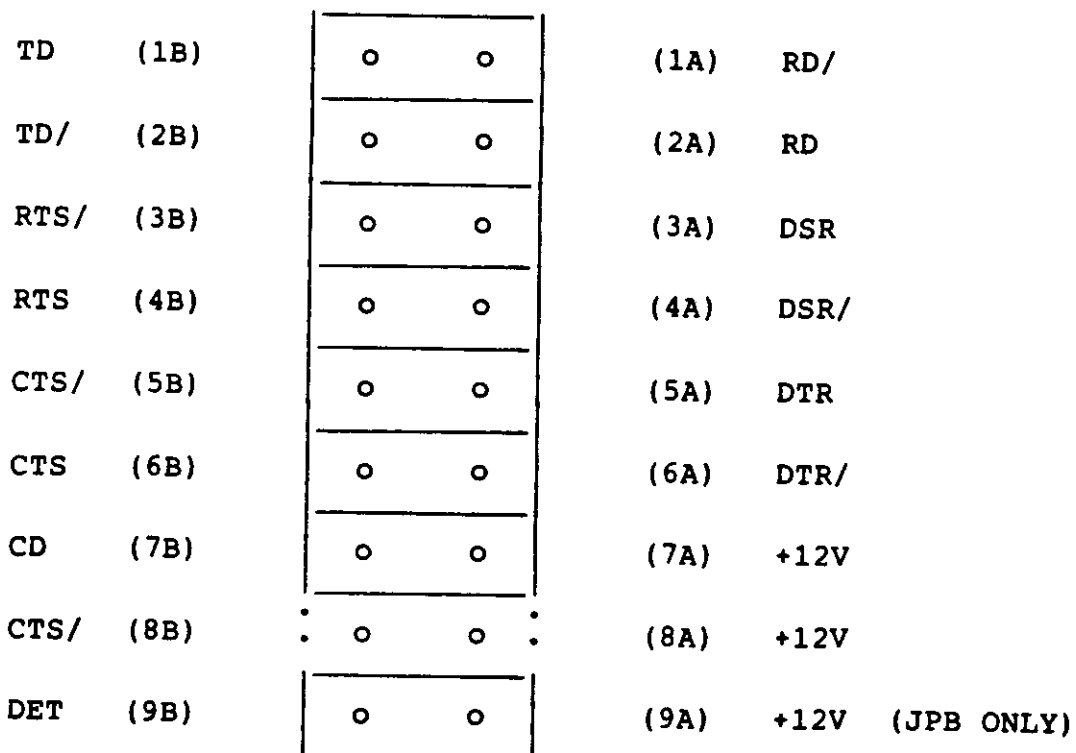 TD (1B) (1A) RD/
TD/ (2B) (2A) RD
RTS/ (3B) (3A) DSR
RTS (4B) (4A) DSR/
CTS/ (5B) (5A) DTR
CTS (6B) (6A) DTR/
CD (7B) (7A) +12V
CTS/ (8B) (8A) +12V
DET (9B) (9A) +12V (JPB ONLY)